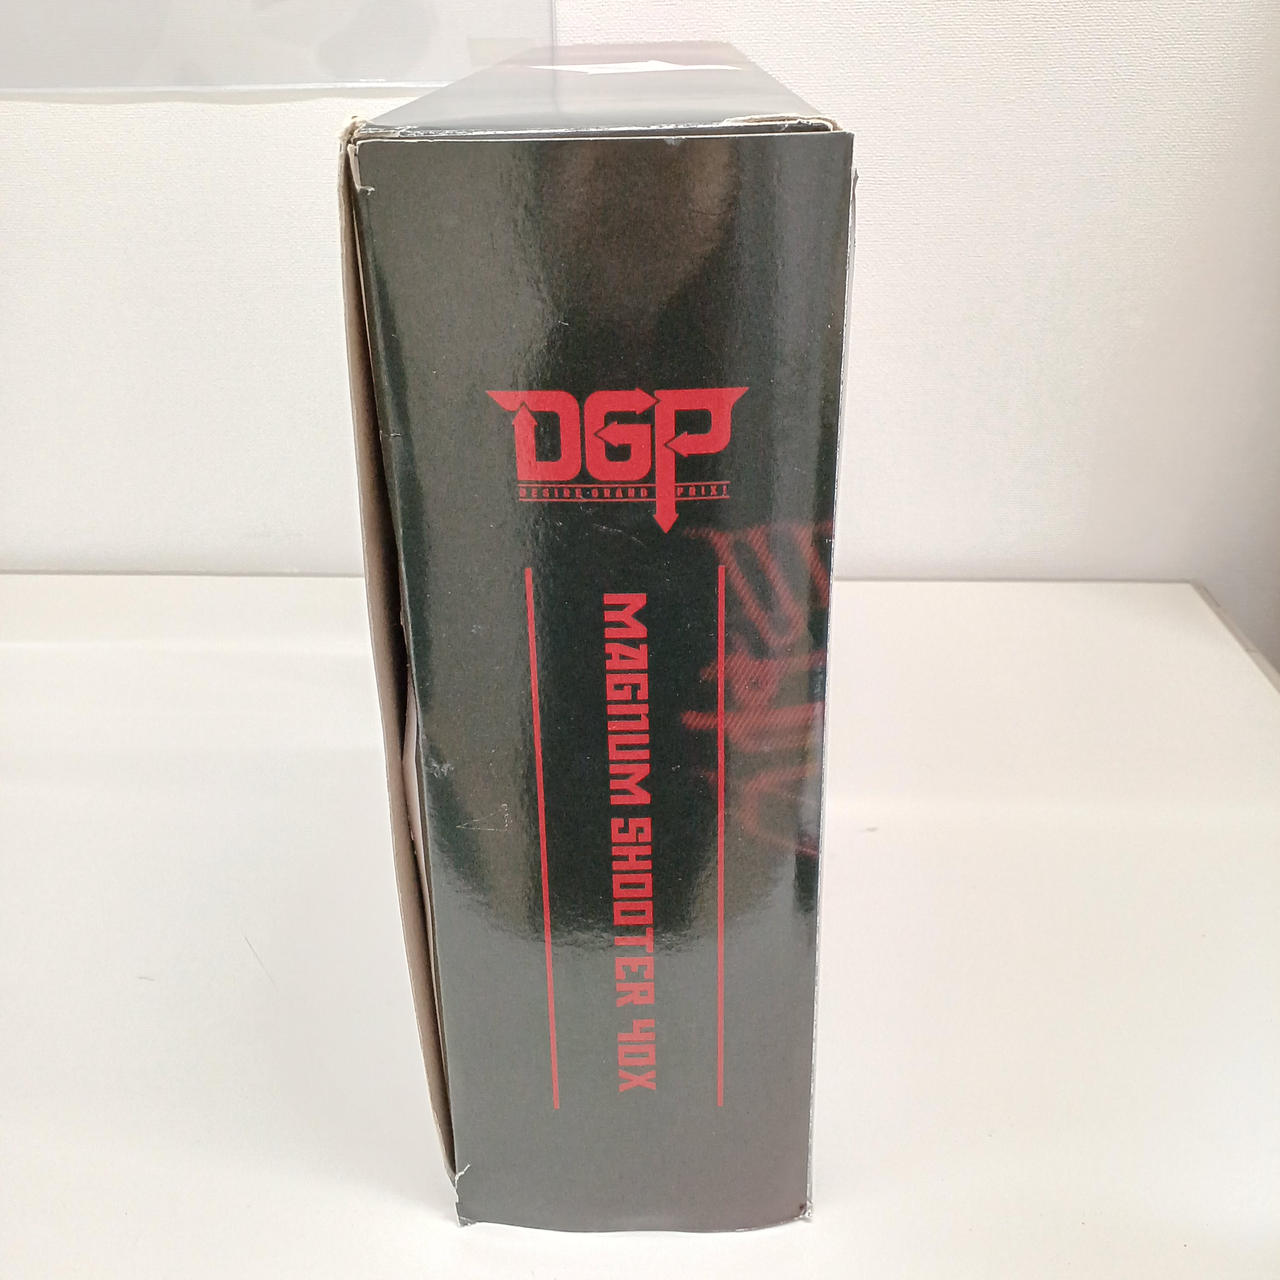 DGP
DESIRE·GRAND PRIX!
MAGNUM SHOOTER 40X